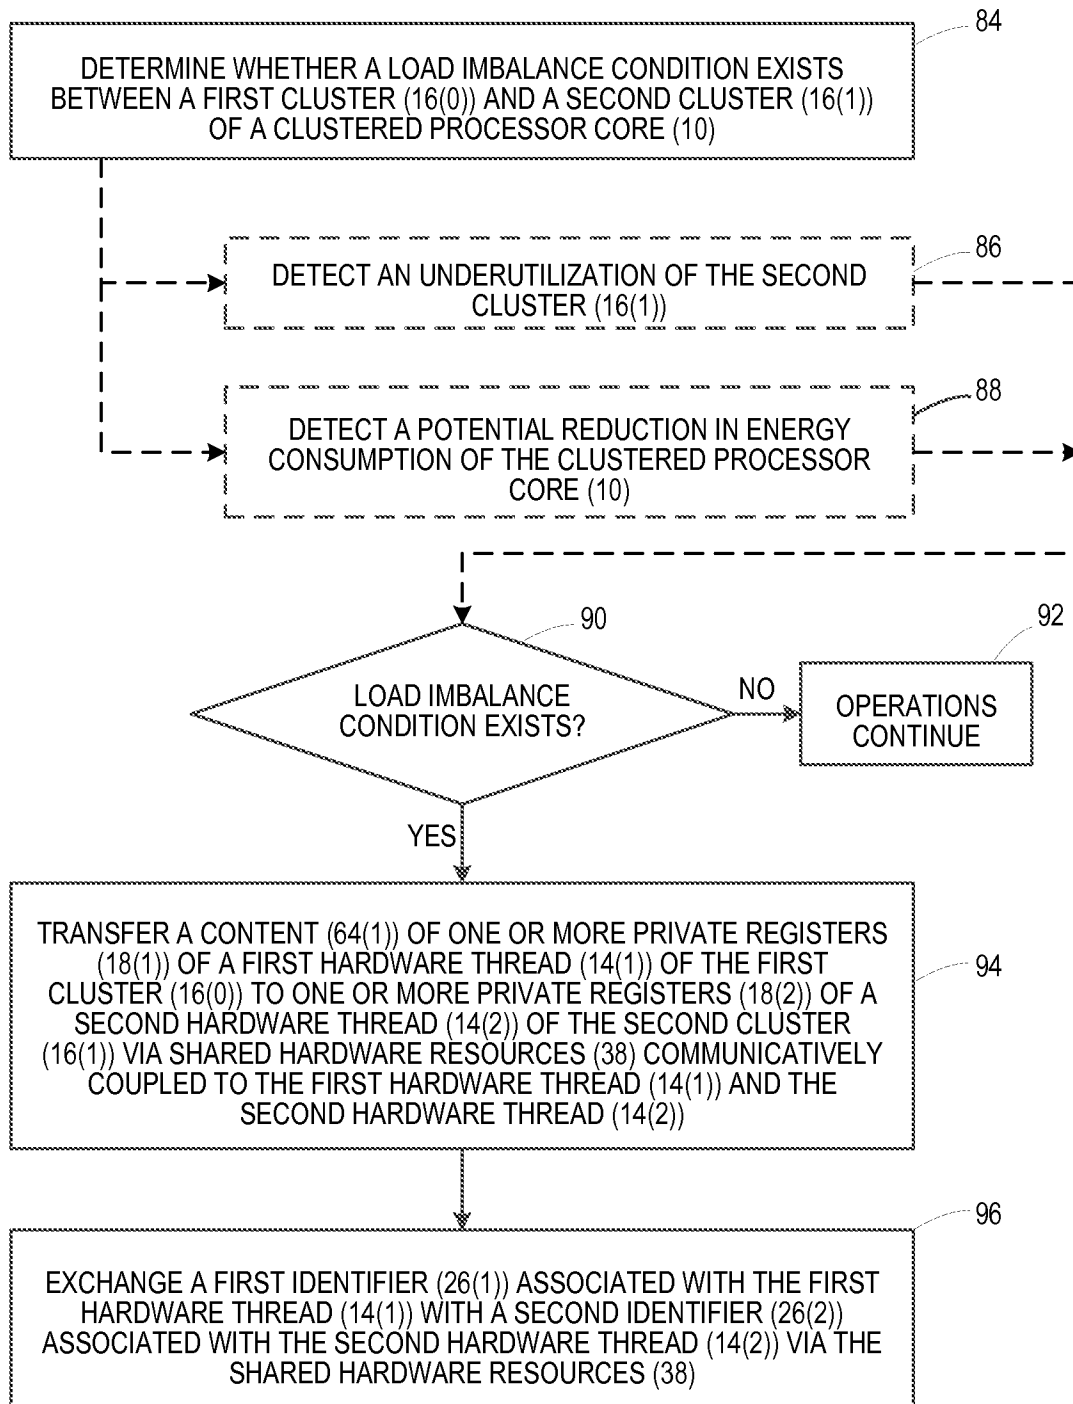 84
DETERMINE WHETHER A LOAD IMBALANCE CONDITION EXISTS
BETWEEN A FIRST CLUSTER (16(0)) AND A SECOND CLUSTER (16(1))
OF A CLUSTERED PROCESSOR CORE (10)
86
DETECT AN UNDERUTILIZATION OF THE SECOND
CLUSTER (16(1))
88
DETECT A POTENTIAL REDUCTION IN ENERGY
CONSUMPTION OF THE CLUSTERED PROCESSOR
CORE (10)
90
LOAD IMBALANCE
CONDITION EXISTS?
NO
92
OPERATIONS
CONTINUE
YES
94
TRANSFER A CONTENT (64(1)) OF ONE OR MORE PRIVATE REGISTERS
(18(1)) OF A FIRST HARDWARE THREAD (14(1)) OF THE FIRST
CLUSTER (16(0)) TO ONE OR MORE PRIVATE REGISTERS (18(2)) OF A
SECOND HARDWARE THREAD (14(2)) OF THE SECOND CLUSTER
(16(1)) VIA SHARED HARDWARE RESOURCES (38) COMMUNICATIVELY
COUPLED TO THE FIRST HARDWARE THREAD (14(1)) AND THE
SECOND HARDWARE THREAD (14(2))
96
EXCHANGE A FIRST IDENTIFIER (26(1)) ASSOCIATED WITH THE FIRST
HARDWARE THREAD (14(1)) WITH A SECOND IDENTIFIER (26(2))
ASSOCIATED WITH THE SECOND HARDWARE THREAD (14(2)) VIA THE
SHARED HARDWARE RESOURCES (38)